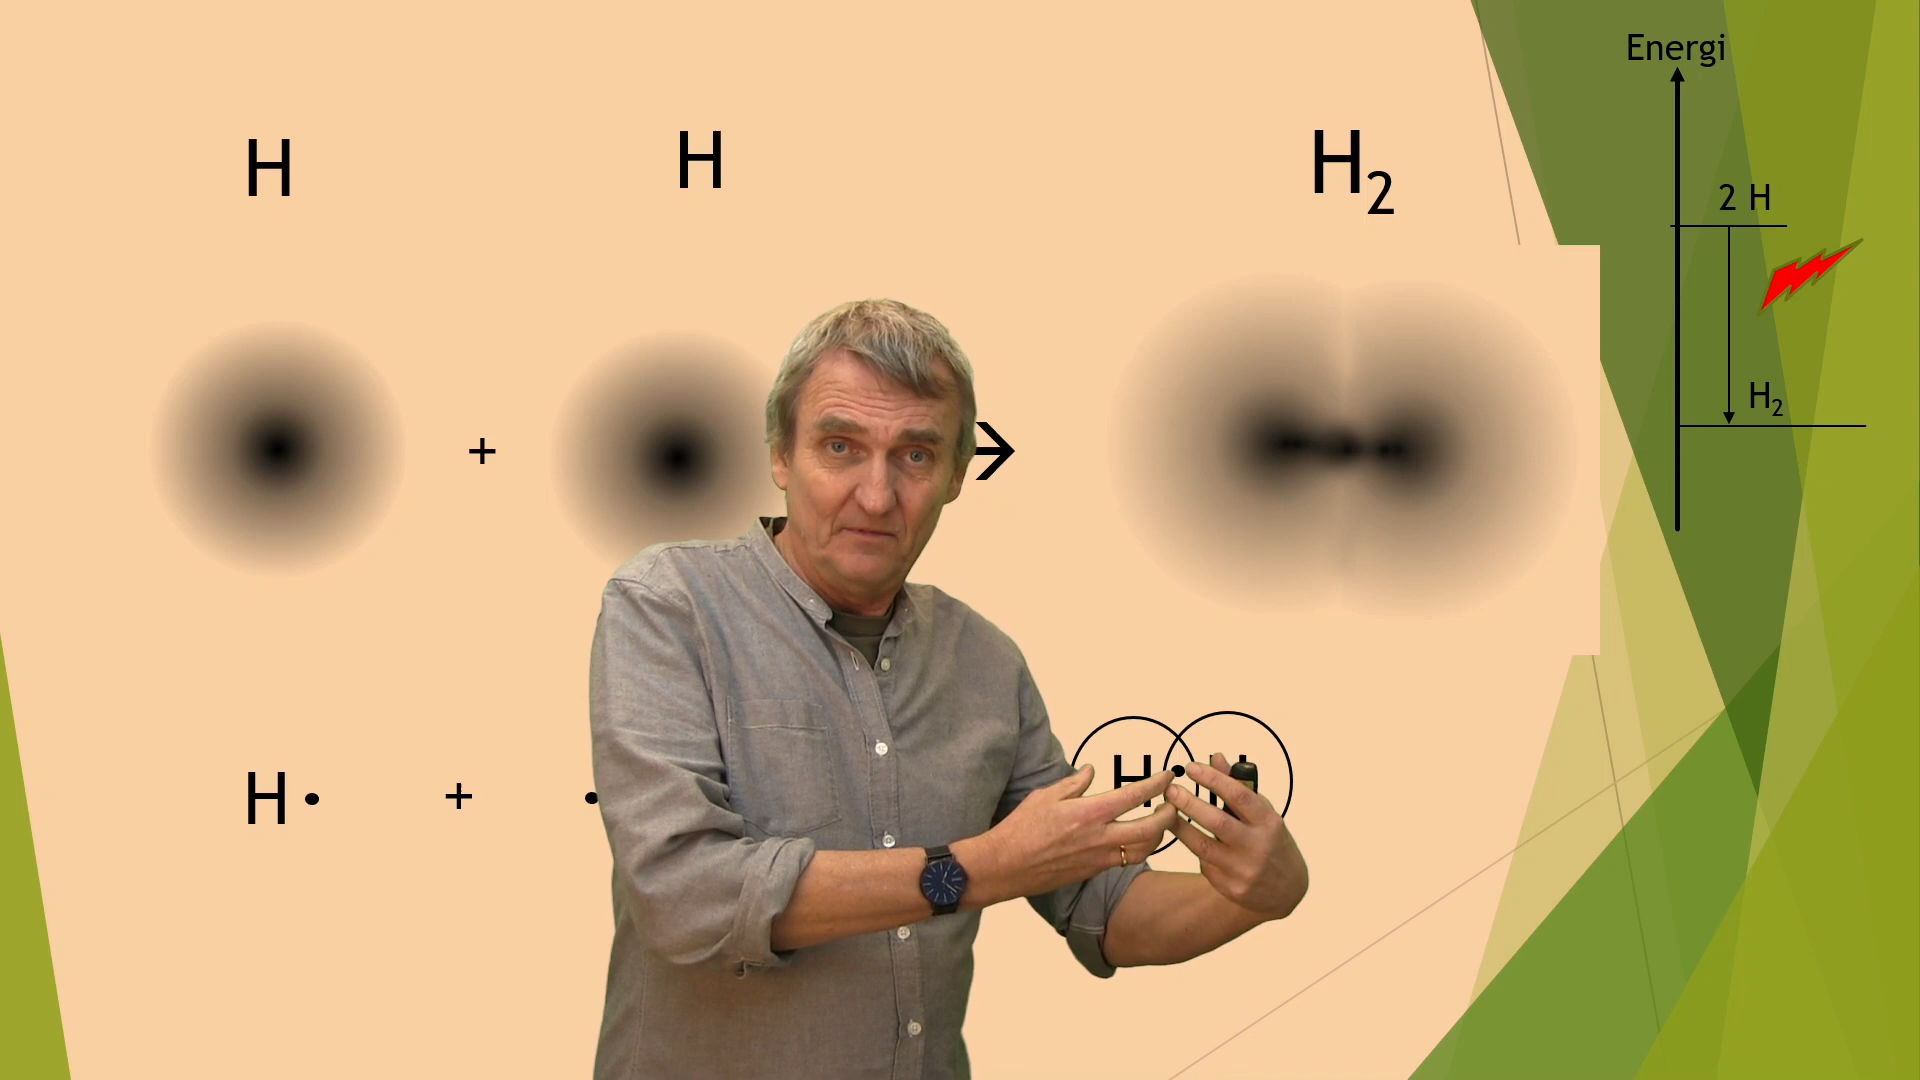 Energi
H
H
H₂
2 H
H₂
+
→
H•
+
•
H•